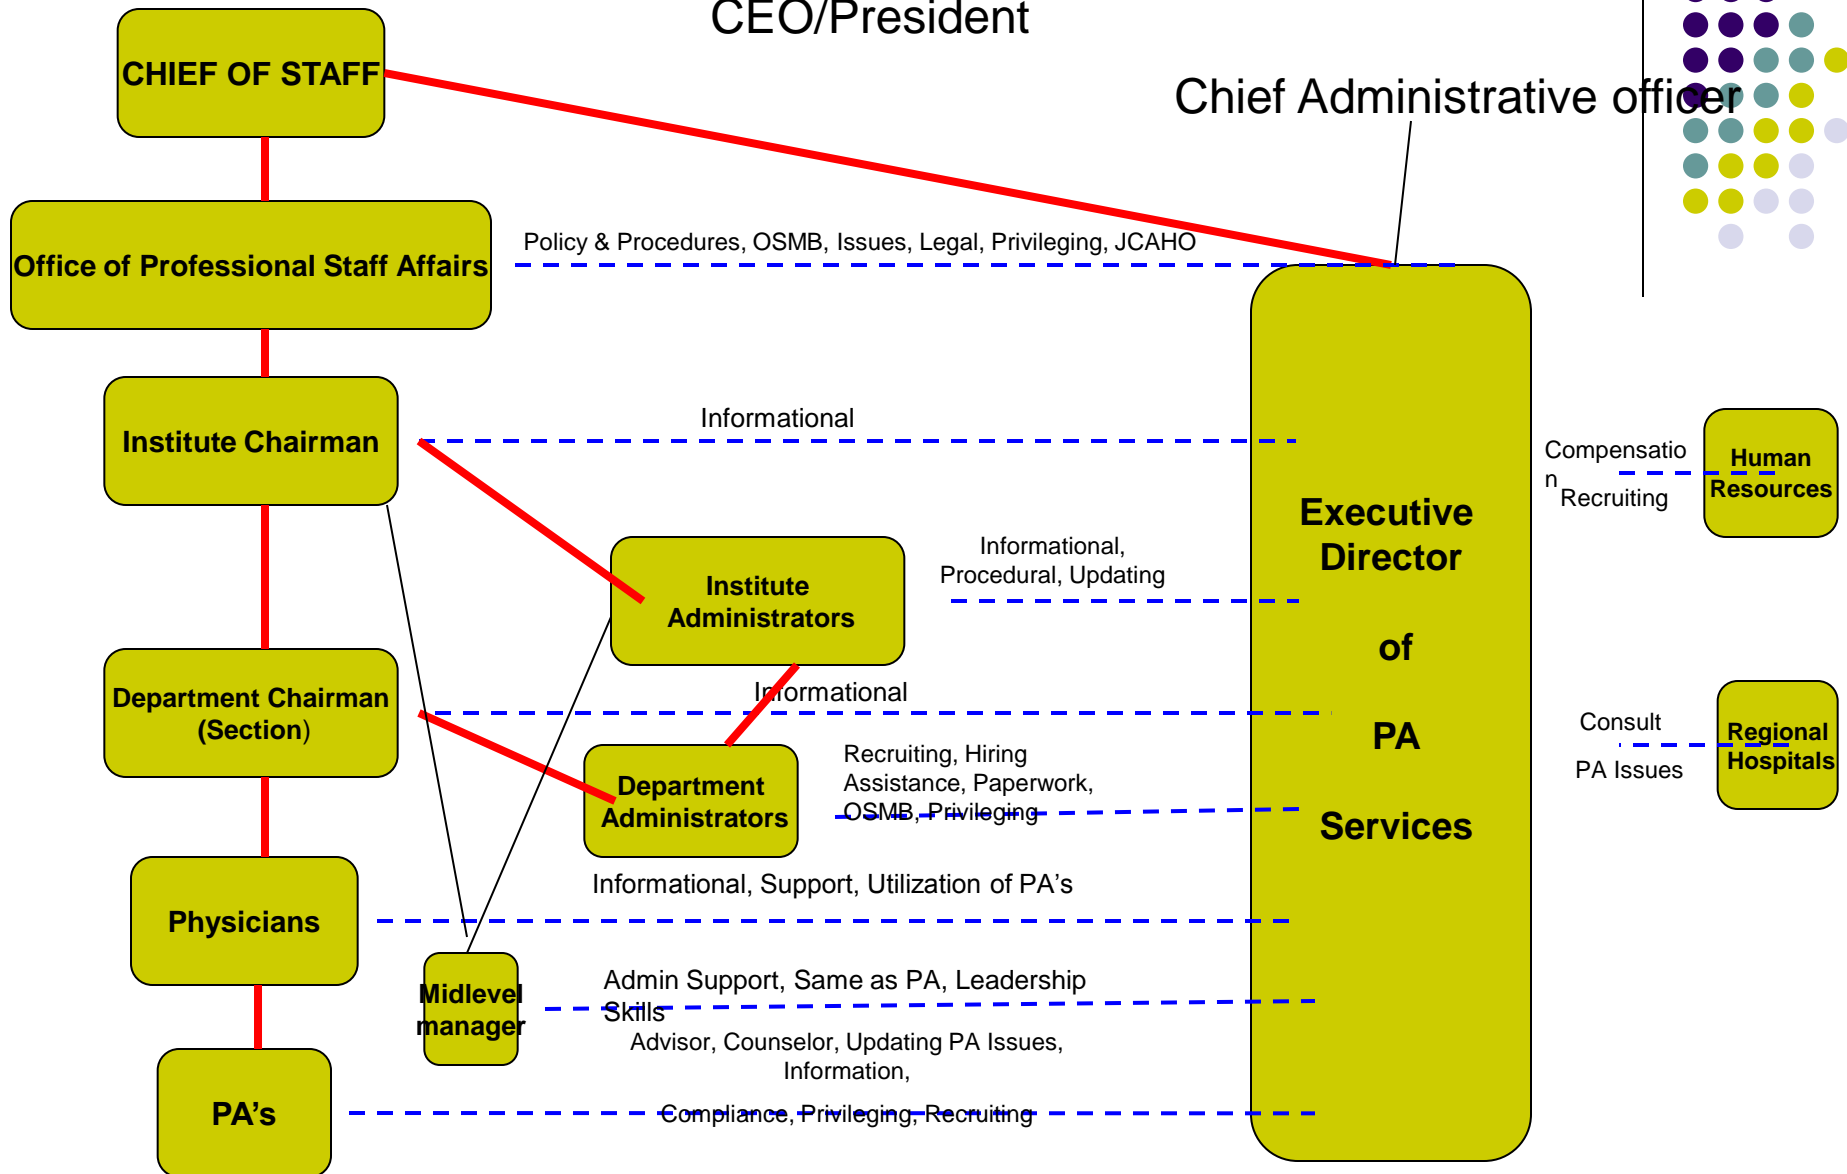 CEO/President
CHIEF OF STAFF
Chief Administrative officer
Office of Professional Staff Affairs
Policy & Procedures, OSMB, Issues, Legal, Privileging, JCAHO
Institute Chairman
Informational
Compensatio
n
Recruiting
Human
Resources
Executive
Director
of
PA
Services
Institute
Administrators
Informational,
Procedural, Updating
Department Chairman
(Section)
Informational
Consult
PA Issues
Regional
Hospitals
Department
Administrators
Recruiting, Hiring
Assistance, Paperwork,
OSMB, Privileging
Physicians
Informational, Support, Utilization of PA's
Midlevel
manager
Admin Support, Same as PA, Leadership
Skills
Advisor, Counselor, Updating PA Issues,
Information,
Compliance, Privileging, Recruiting
PA's